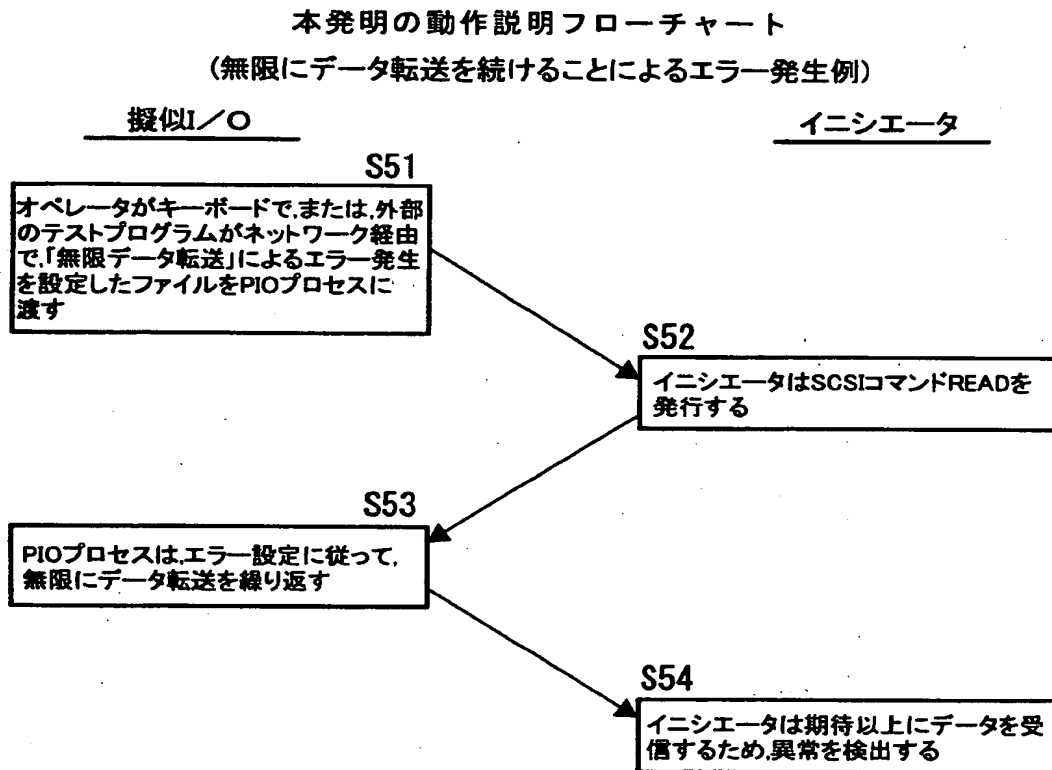 本発明の動作説明フローチャート
(無限にデータ転送を続けることによるエラー発生例)
擬似I/O
イニシエータ
S51
オペレータがキーボードで,または,外部
のテストプログラムがネットワーク経由
で,「無限データ転送」によるエラー発生
を設定したファイルをPIOプロセスに
渡す
S52
イニシエータはSCSIコマンドREADを
発行する
S53
PIOプロセスは,エラー設定に従って,
無限にデータ転送を繰り返す
S54
イニシエータは期待以上にデータを受
信するため,異常を検出する